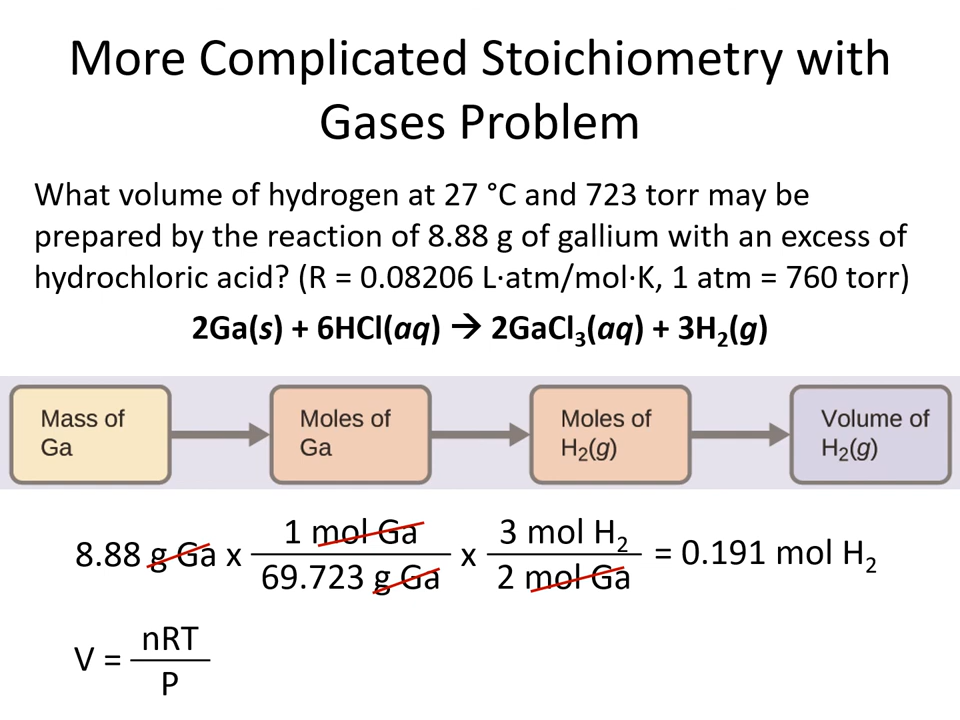 More Complicated Stoichiometry with
Gases Problem
What volume of hydrogen at 27 °C and 723 torr may be
prepared by the reaction of 8.88 g of gallium with an excess of
hydrochloric acid? (R = 0.08206 L·atm/mol·K, 1 atm = 760 torr)
2Ga(s) + 6HCl(aq) → 2GaCl₃(aq) + 3H₂(g)
Mass of
Ga
Moles of
Ga
Moles of
H₂(g)
Volume of
H₂(g)
8.88 g Ga x 1 mol Ga / 69.723 g Ga x 3 mol H₂ / 2 mol Ga = 0.191 mol H₂
V = nRT / P